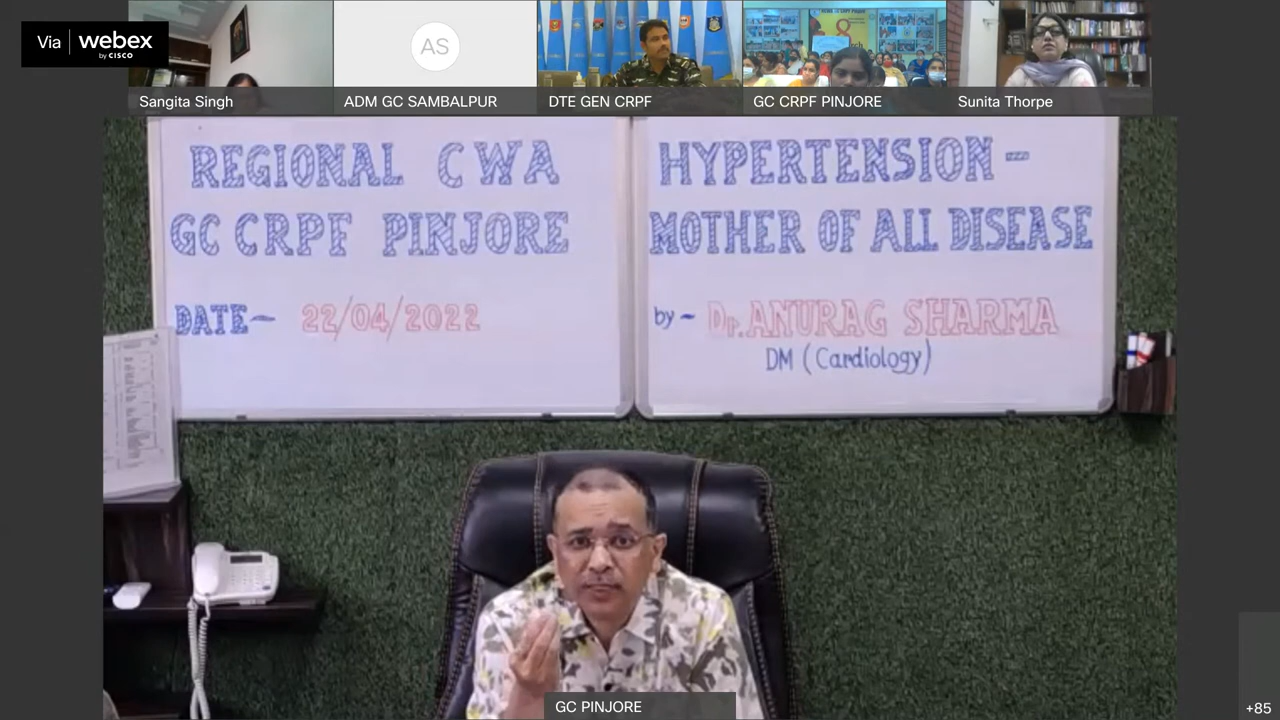 Via webex
by CISCO
AS
Sangita Singh
ADM GC SAMBALPUR
DTE GEN CRPF
GC CRPF PINJORE
Sunita Thorpe
8
REGIONAL CWA
GC CRPF PINJORE
DATE~ 22/04/2022
HYPERTENSION-
MOTHER OF ALL DISEASE
by~ Dr. ANURAG SHARMA
DM (Cardiology)
GC PINJORE
+85